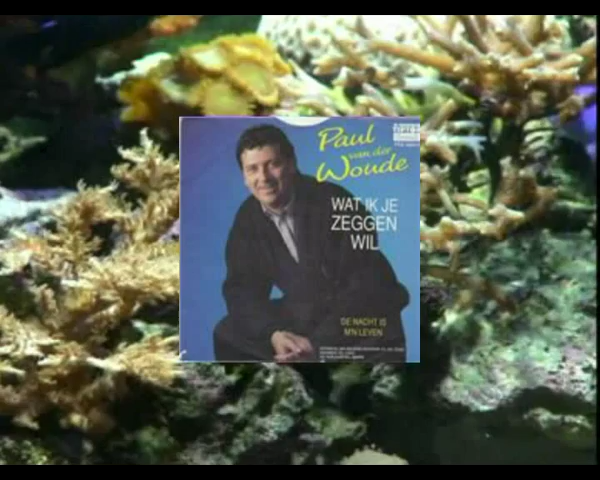 Paul
van der
Woude
WAT IK JE
ZEGGEN
WIL
DE NACHT IS
M'N LEVEN